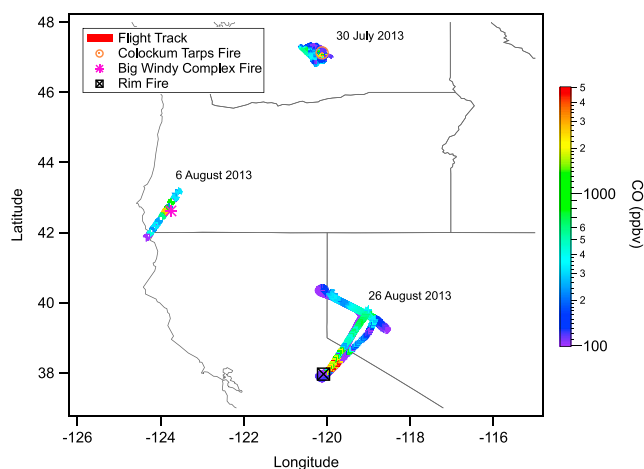 48
46
44
42
40
38
Latitude
-126
-124
-122
-120
-118
-116
Longitude
Flight Track
Colockum Tarps Fire
Big Windy Complex Fire
Rim Fire
30 July 2013
6 August 2013
26 August 2013
5
4
3
2
1000
6
5
4
3
2
100
CO (ppbv)